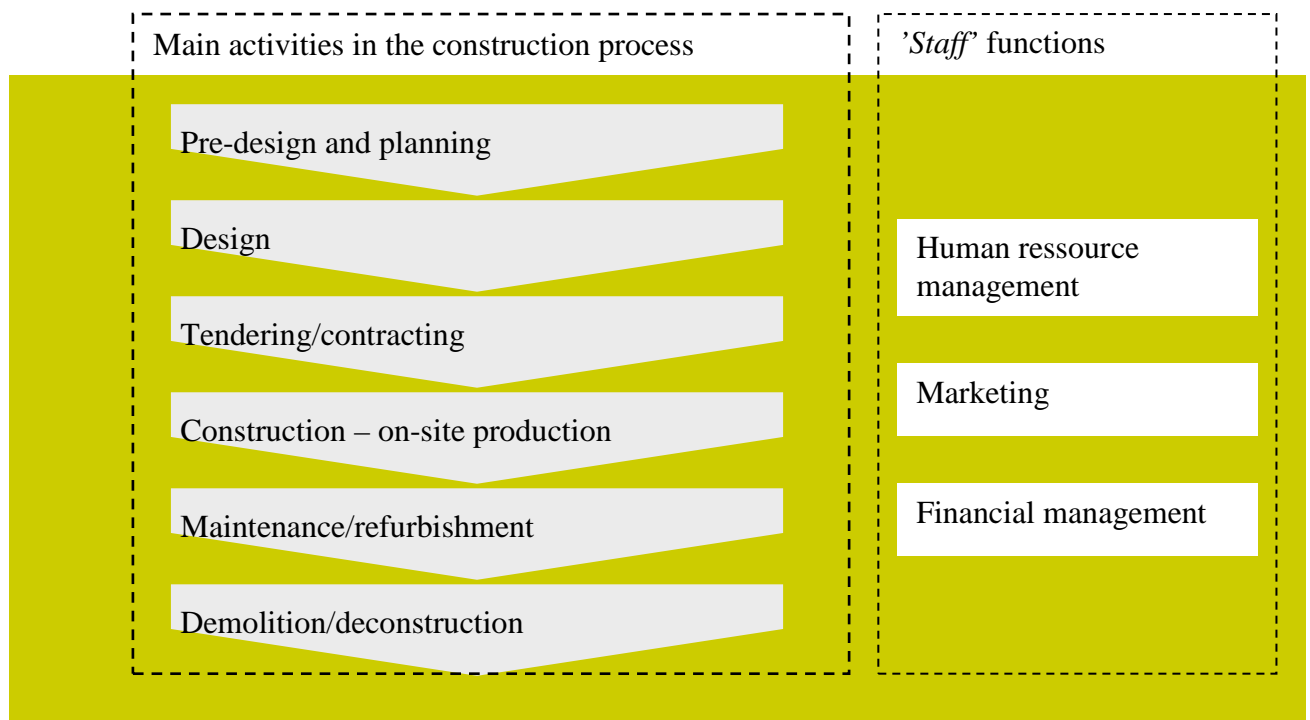 Main activities in the construction process
Pre-design and planning
Design
Tendering/contracting
Construction – on-site production
Maintenance/refurbishment
Demolition/deconstruction
’Staff’ functions
Human ressource
management
Marketing
Financial management